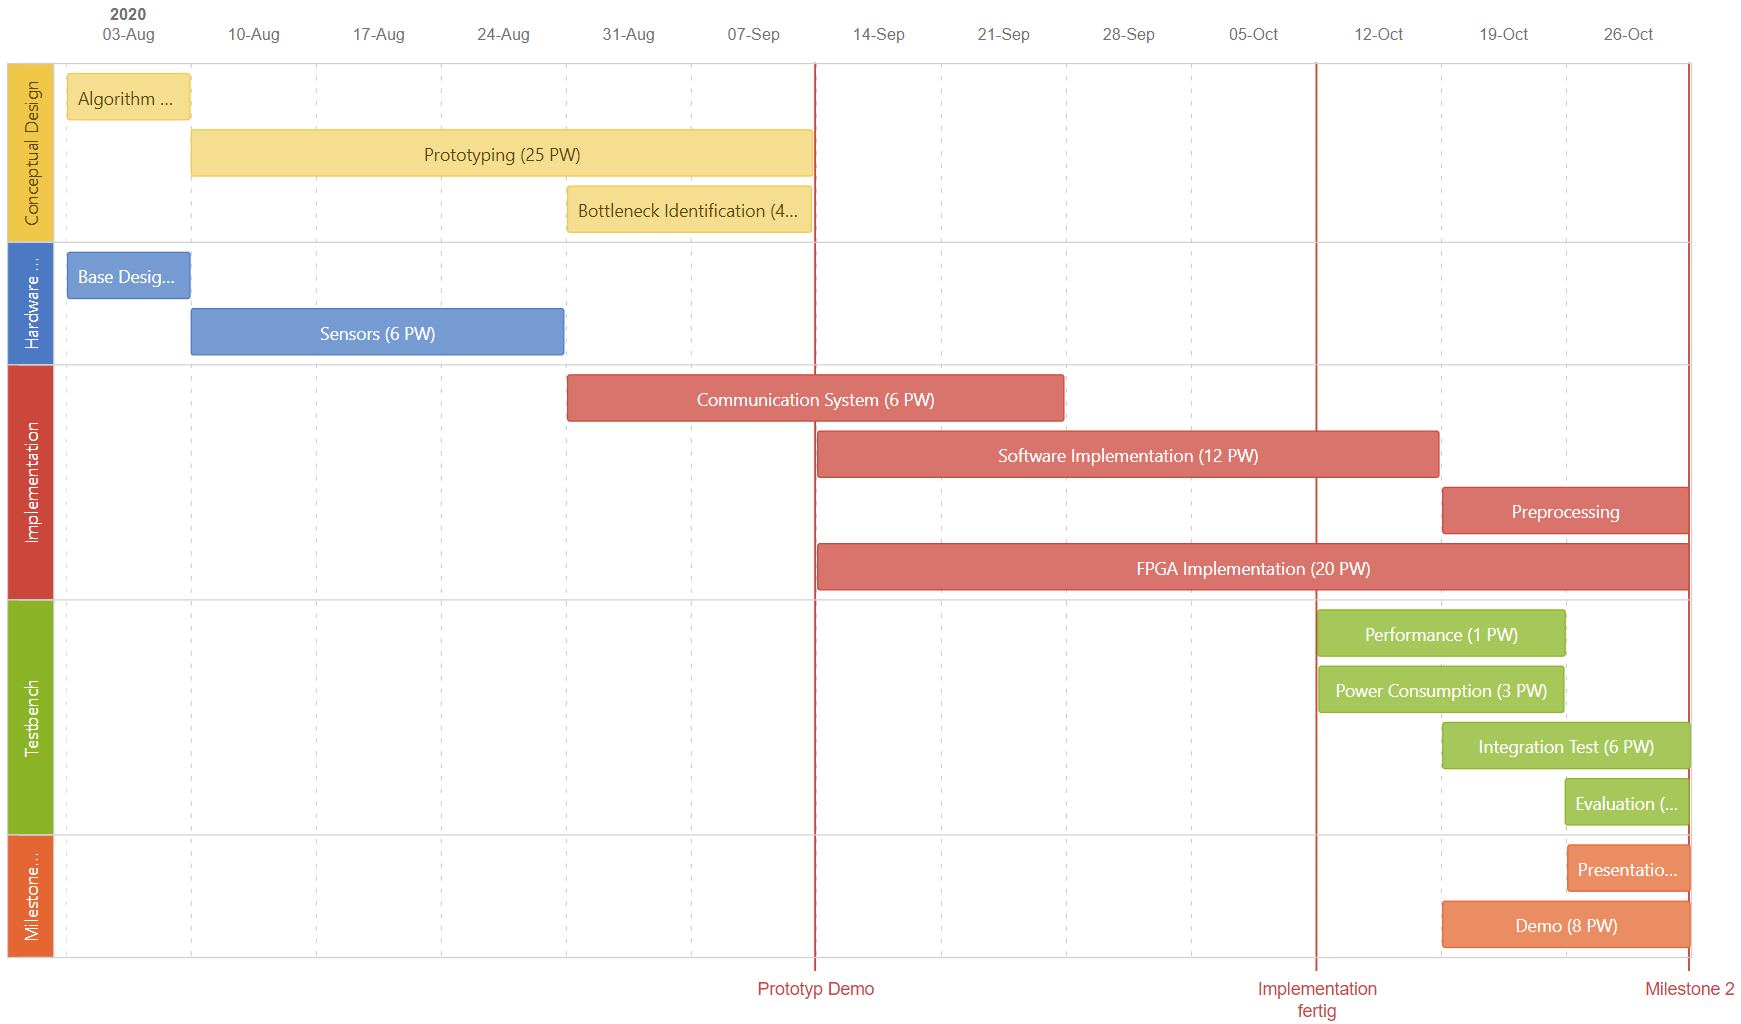 2020
03-Aug 10-Aug 17-Aug 24-Aug 31-Aug 07-Sep 14-Sep 21-Sep 28-Sep 05-Oct 12-Oct 19-Oct 26-Oct
Conceptual Design
Algorithm ...
Prototyping (25 PW)
Bottleneck Identification (4...
Hardware ...
Base Desig...
Sensors (6 PW)
Implementation
Communication System (6 PW)
Software Implementation (12 PW)
Preprocessing
FPGA Implementation (20 PW)
Testbench
Performance (1 PW)
Power Consumption (3 PW)
Integration Test (6 PW)
Evaluation (...
Milestone...
Presentatio...
Demo (8 PW)
Prototyp Demo
Implementation
fertig
Milestone 2